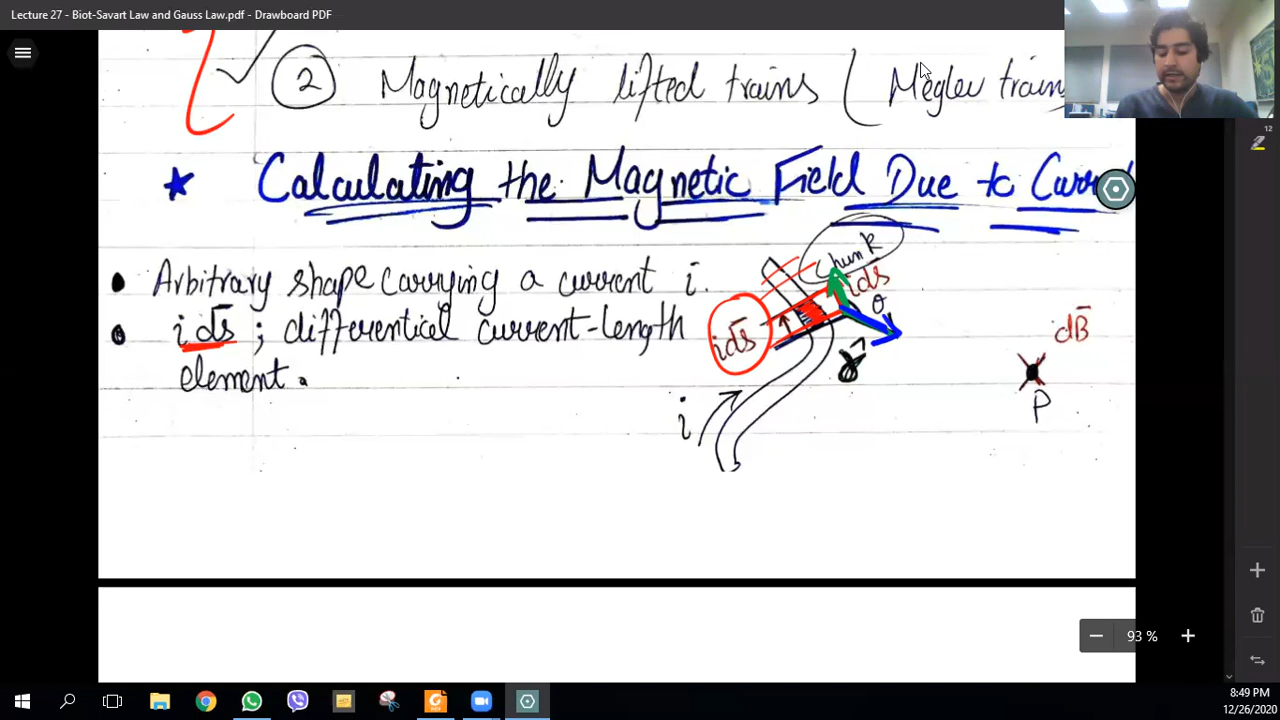 Lecture 27 - Biot-Savart Law and Gauss Law.pdf - Drawboard PDF
2 Magnetically lifted trains ( Meglev train
★ Calculating the Magnetic Field Due to Curr
Chunk
• Arbitrary shape carrying a current i.
ids
θ
• i ds ; differential current-length
element.
ids
r̂
dB
P
i
12
93 %
8:49 PM
12/26/2020